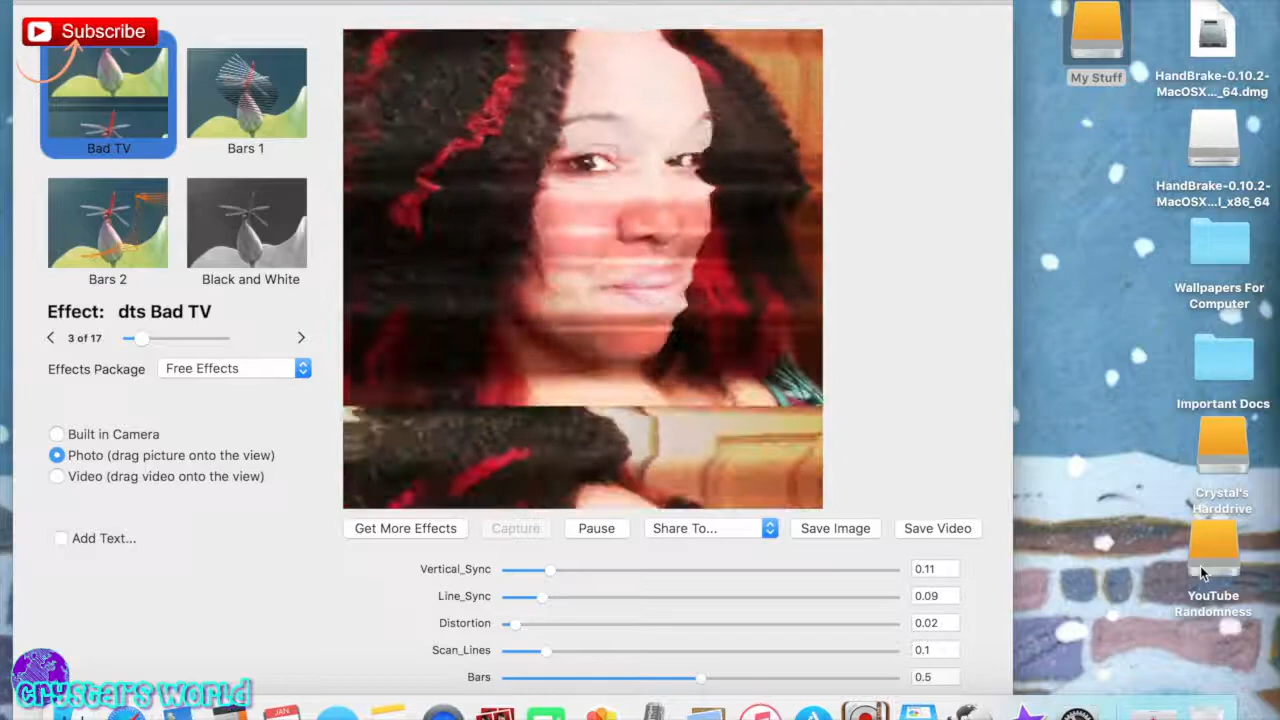 Subscribe
My Stuff
HandBrake-0.10.2-
MacOSX..._64.dmg
HandBrake-0.10.2-
MacOSX...l_x86_64
Wallpapers For
Computer
Important Docs
Crystal's
Harddrive
YouTube
Randomness
Bad TV
Bars 1
Bars 2
Black and White
Effect: dts Bad TV
3 of 17
Effects Package Free Effects
Built in Camera
Photo (drag picture onto the view)
Video (drag video onto the view)
Add Text...
Get More Effects Capture Pause Share To... Save Image Save Video
Vertical_Sync 0.11
Line_Sync 0.09
Distortion 0.02
Scan_Lines 0.1
Bars 0.5
Crystar's World
JAN